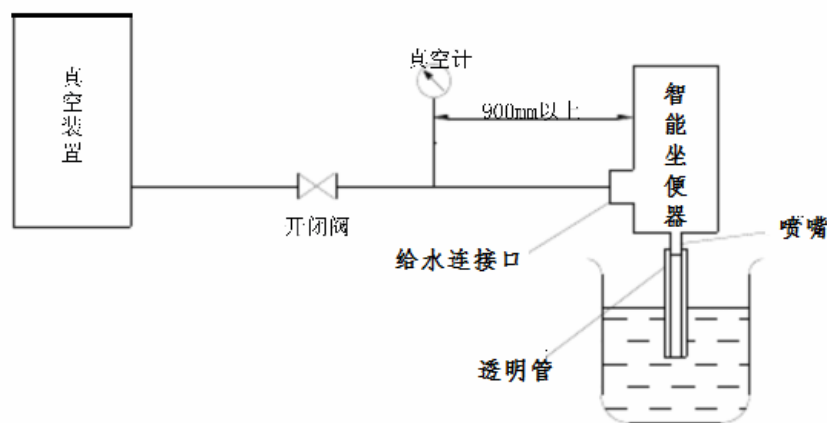 真空计
真空装置
900mm以上
智能坐便器
开闭阀
喷嘴
给水连接口
透明管